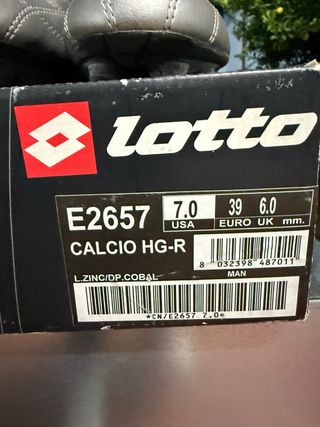 lotto
E2657 7.0 39 6.0
USA EURO UK mm.
CALCIO HG-R
8 032398 487011
L.ZINC/DP.COBAL MAN
*CN/E2657 7.0*